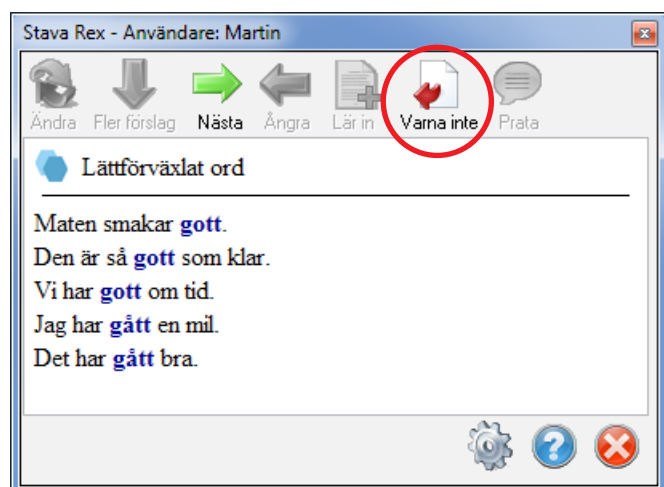 Stava Rex - Användare: Martin
Ändra Fler förslag Nästa Ångra Lär in Varna inte Prata
Lättförväxlat ord
Maten smakar gott.
Den är så gott som klar.
Vi har gott om tid.
Jag har gått en mil.
Det har gått bra.
?